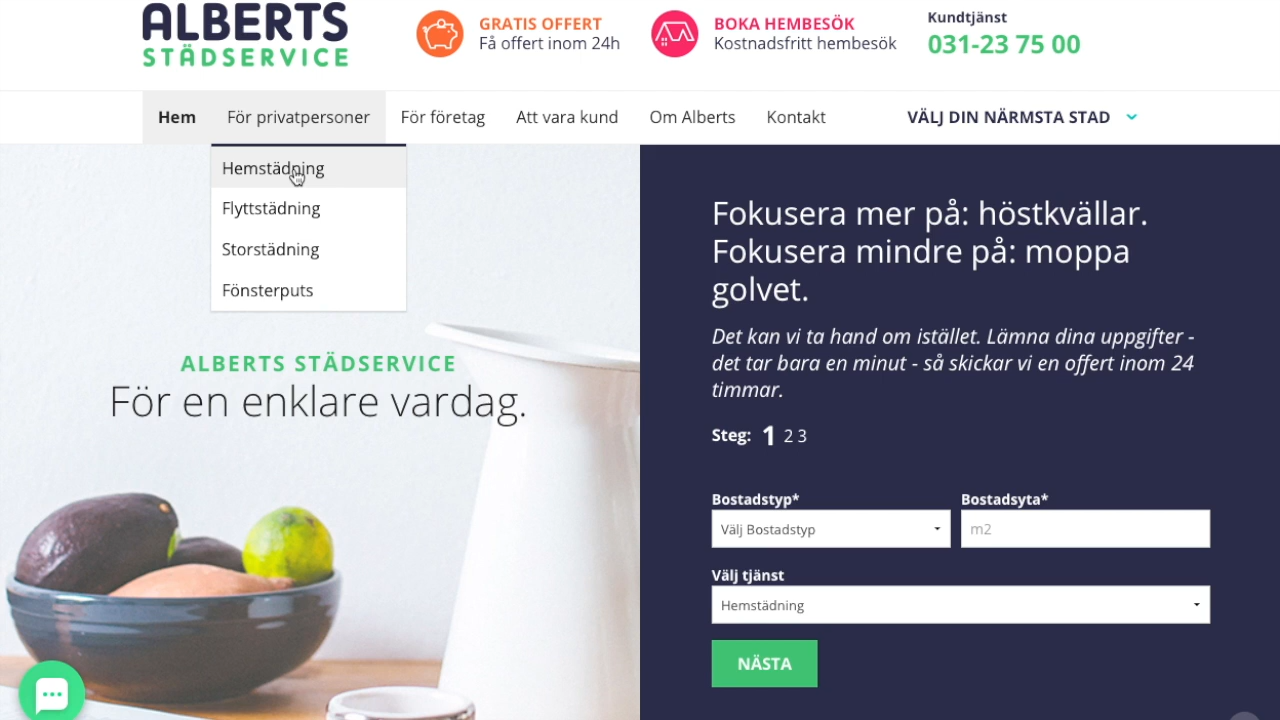 ALBERTS
STÄDSERVICE
GRATIS OFFERT
Få offert inom 24h
BOKA HEMBESÖK
Kostnadsfritt hembesök
Kundtjänst
031-23 75 00
Hem För privatpersoner För företag Att vara kund Om Alberts Kontakt VÄLJ DIN NÄRMSTA STAD
Hemstädning
Flyttstädning
Storstädning
Fönsterputs
ALBERTS STÄDSERVICE
För en enklare vardag.
Fokusera mer på: höstkvällar.
Fokusera mindre på: moppa
golvet.
Det kan vi ta hand om istället. Lämna dina uppgifter -
det tar bara en minut - så skickar vi en offert inom 24
timmar.
Steg: 1 2 3
Bostadstyp* Bostadsyta*
Välj Bostadstyp m2
Välj tjänst
Hemstädning
NÄSTA